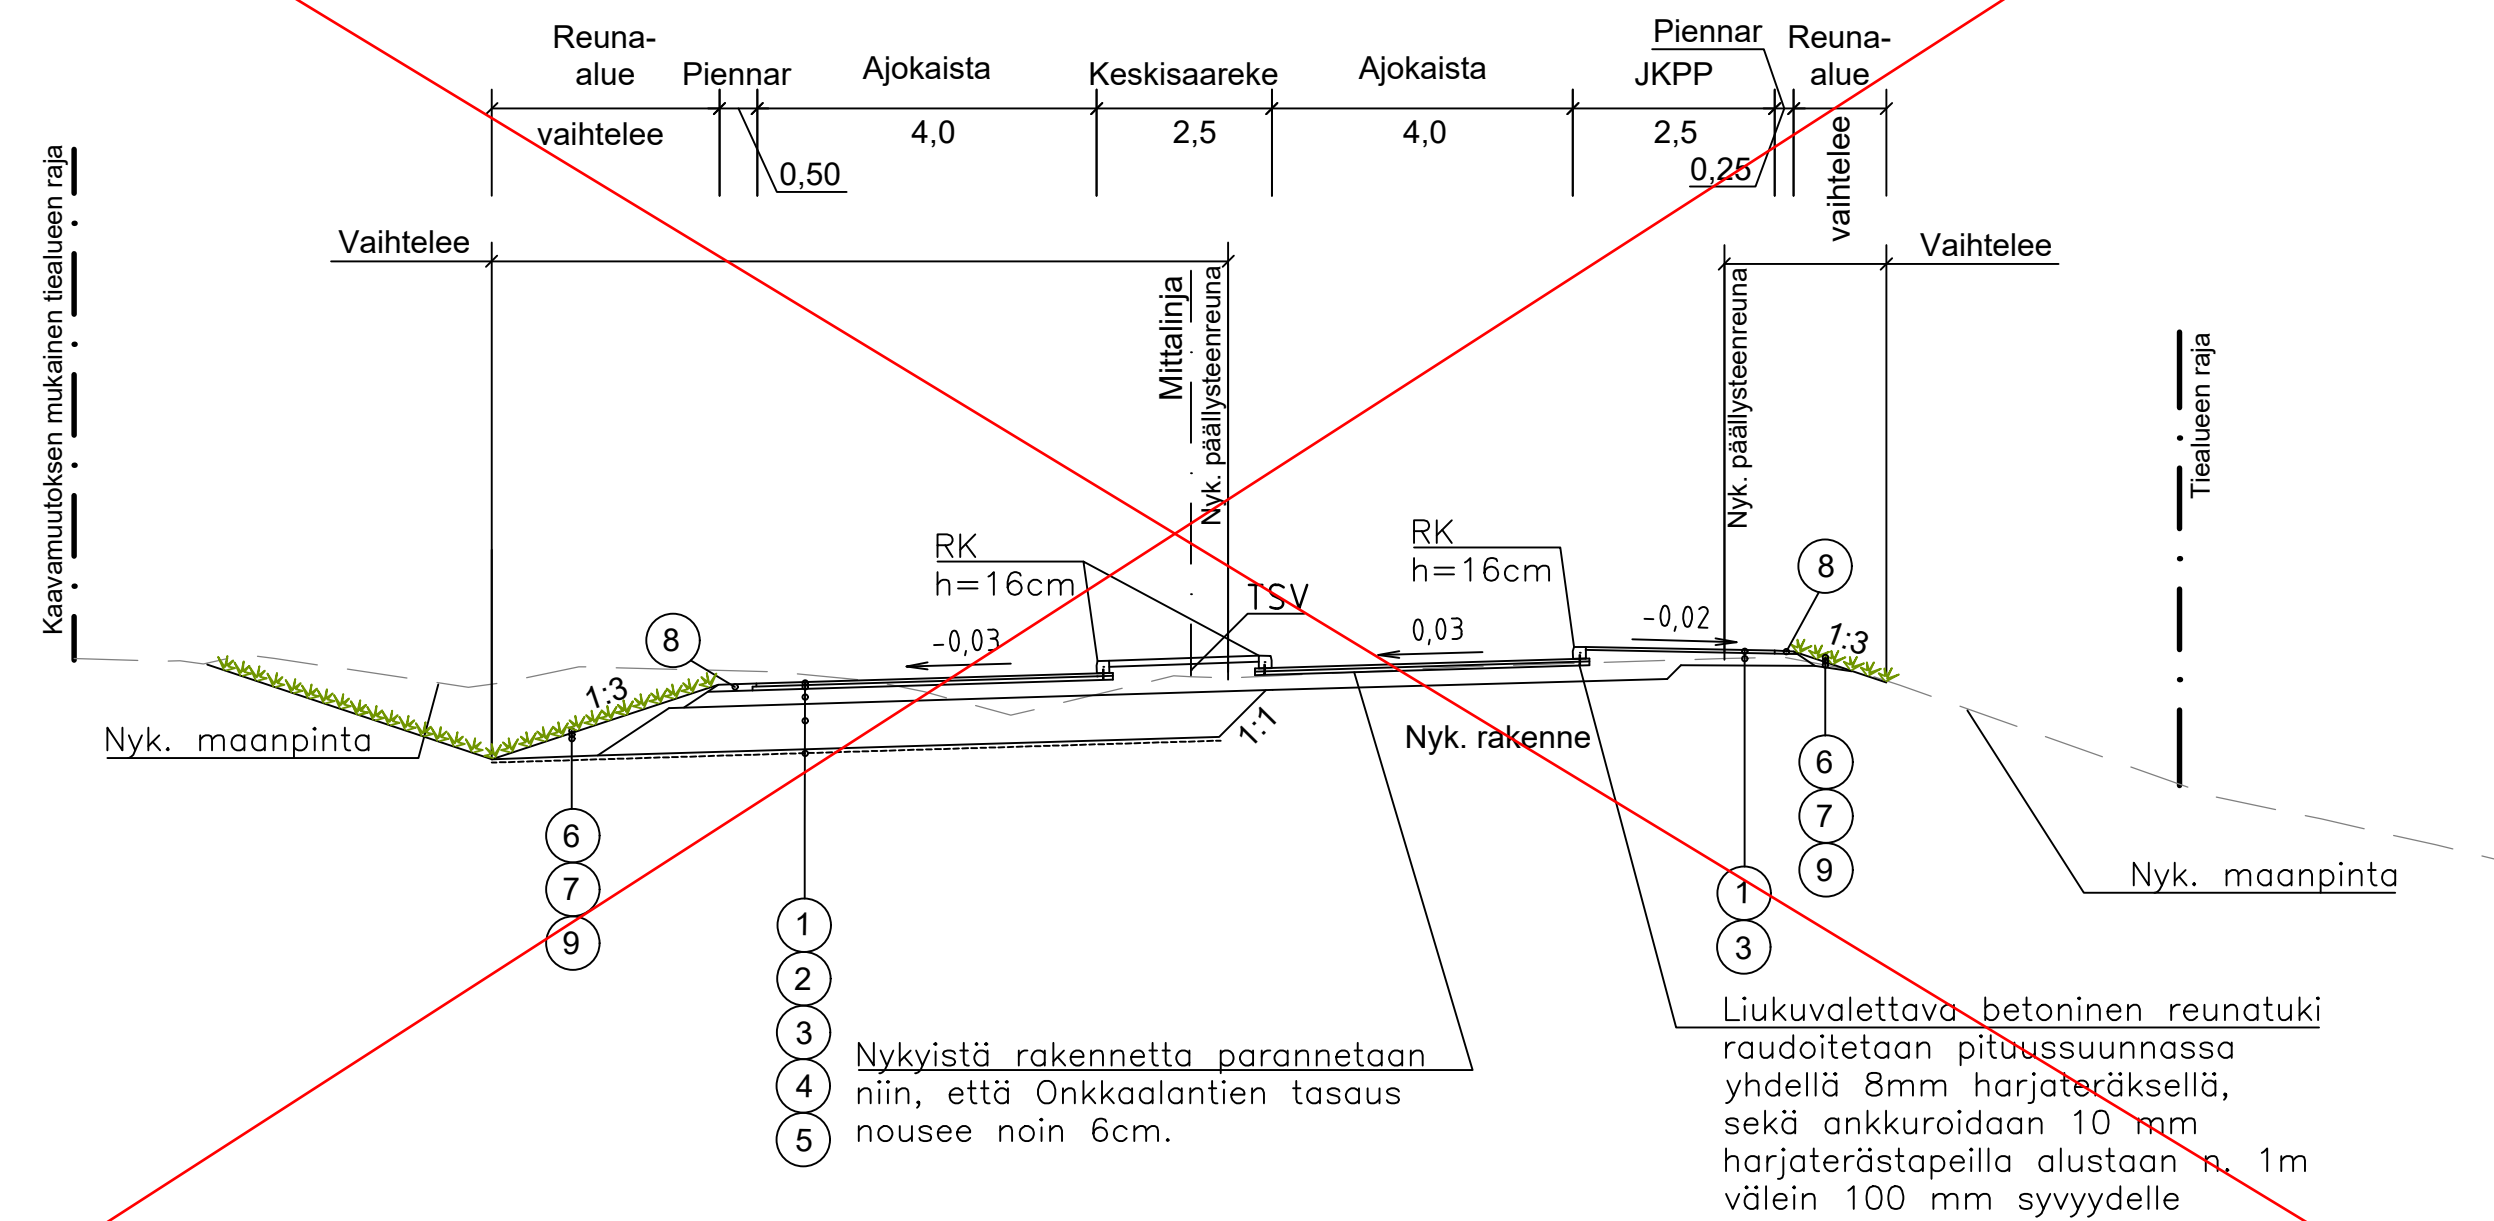 Reuna-
alue
Piennar
Ajokaista
Keskisaareke
Ajokaista
JKPP
Piennar
Reuna-
alue
vaihtelee
0,50
4,0
2,5
4,0
2,5
0,25
vaihtelee
Vaihtelee
Vaihtelee
Kaavamuutoksen mukainen tiealueen raja
Mittalinja
Nyk. päällysteenreuna
Nyk. päällysteenreuna
Tiealueen raja
RK
h=16cm
RK
h=16cm
TSV
8
-0,03
0,03
-0,02
8
1:3
1:3
1:1
Nyk. maanpinta
Nyk. rakenne
Nyk. maanpinta
6
7
9
1
2
3
4
5
1
3
6
7
9
Nykyistä rakennetta parannetaan
niin, että Onkkaalantien tasaus
nousee noin 6cm.
Liukuvalettava betoninen reunatuki
raudoitetaan pituussuunnassa
yhdellä 8mm harjateräksellä,
sekä ankkuroidaan 10 mm
harjaterästapeilla alustaan n. 1m
välein 100 mm syvyydelle